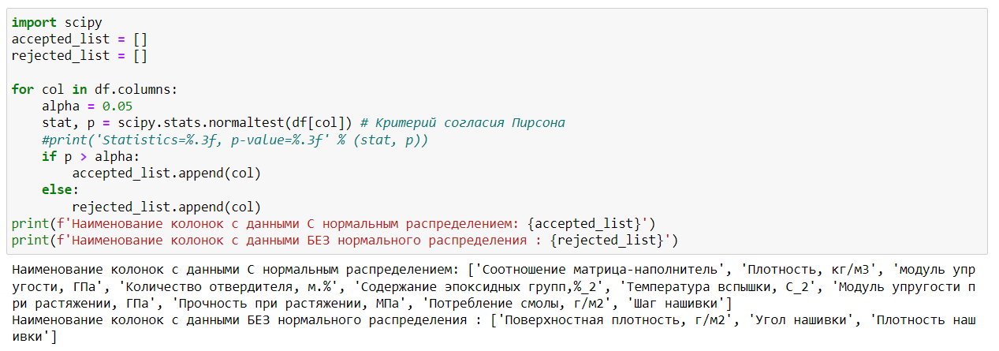 import scipy
accepted_list = []
rejected_list = []
for col in df.columns:
    alpha = 0.05
    stat, p = scipy.stats.normaltest(df[col]) # Критерий согласия Пирсона
    #print('Statistics=%.3f, p-value=%.3f' % (stat, p))
    if p > alpha:
        accepted_list.append(col)
    else:
        rejected_list.append(col)
print(f'Наименование колонок с данными С нормальным распределением: {accepted_list}')
print(f'Наименование колонок с данными БЕЗ нормального распределения : {rejected_list}')
Наименование колонок с данными С нормальным распределением: ['Соотношение матрица-наполнитель', 'Плотность, кг/м3', 'модуль упр
угости, ГПа', 'Количество отвердителя, м.%', 'Содержание эпоксидных групп,%_2', 'Температура вспышки, С_2', 'Модуль упругости п
ри растяжении, ГПа', 'Прочность при растяжении, МПа', 'Потребление смолы, г/м2', 'Шаг нашивки']
Наименование колонок с данными БЕЗ нормального распределения : ['Поверхностная плотность, г/м2', 'Угол нашивки', 'Плотность наш
ивки']